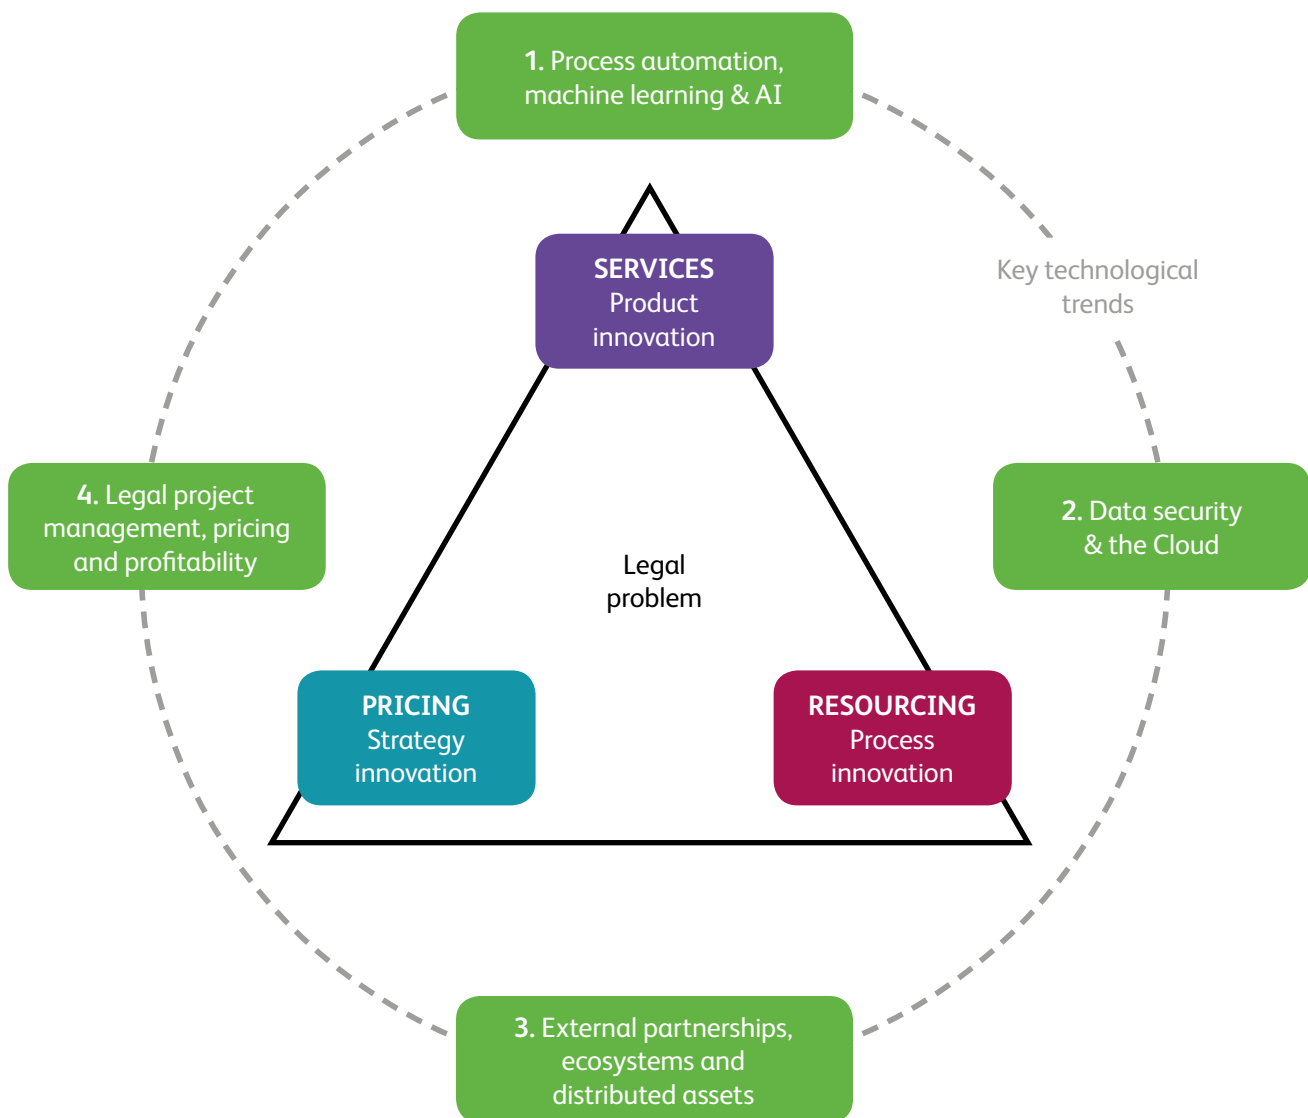 1. Process automation,
machine learning & AI
SERVICES
Product
innovation
Key technological
trends
4. Legal project
management, pricing
and profitability
2. Data security
& the Cloud
Legal
problem
PRICING
Strategy
innovation
RESOURCING
Process
innovation
3. External partnerships,
ecosystems and
distributed assets